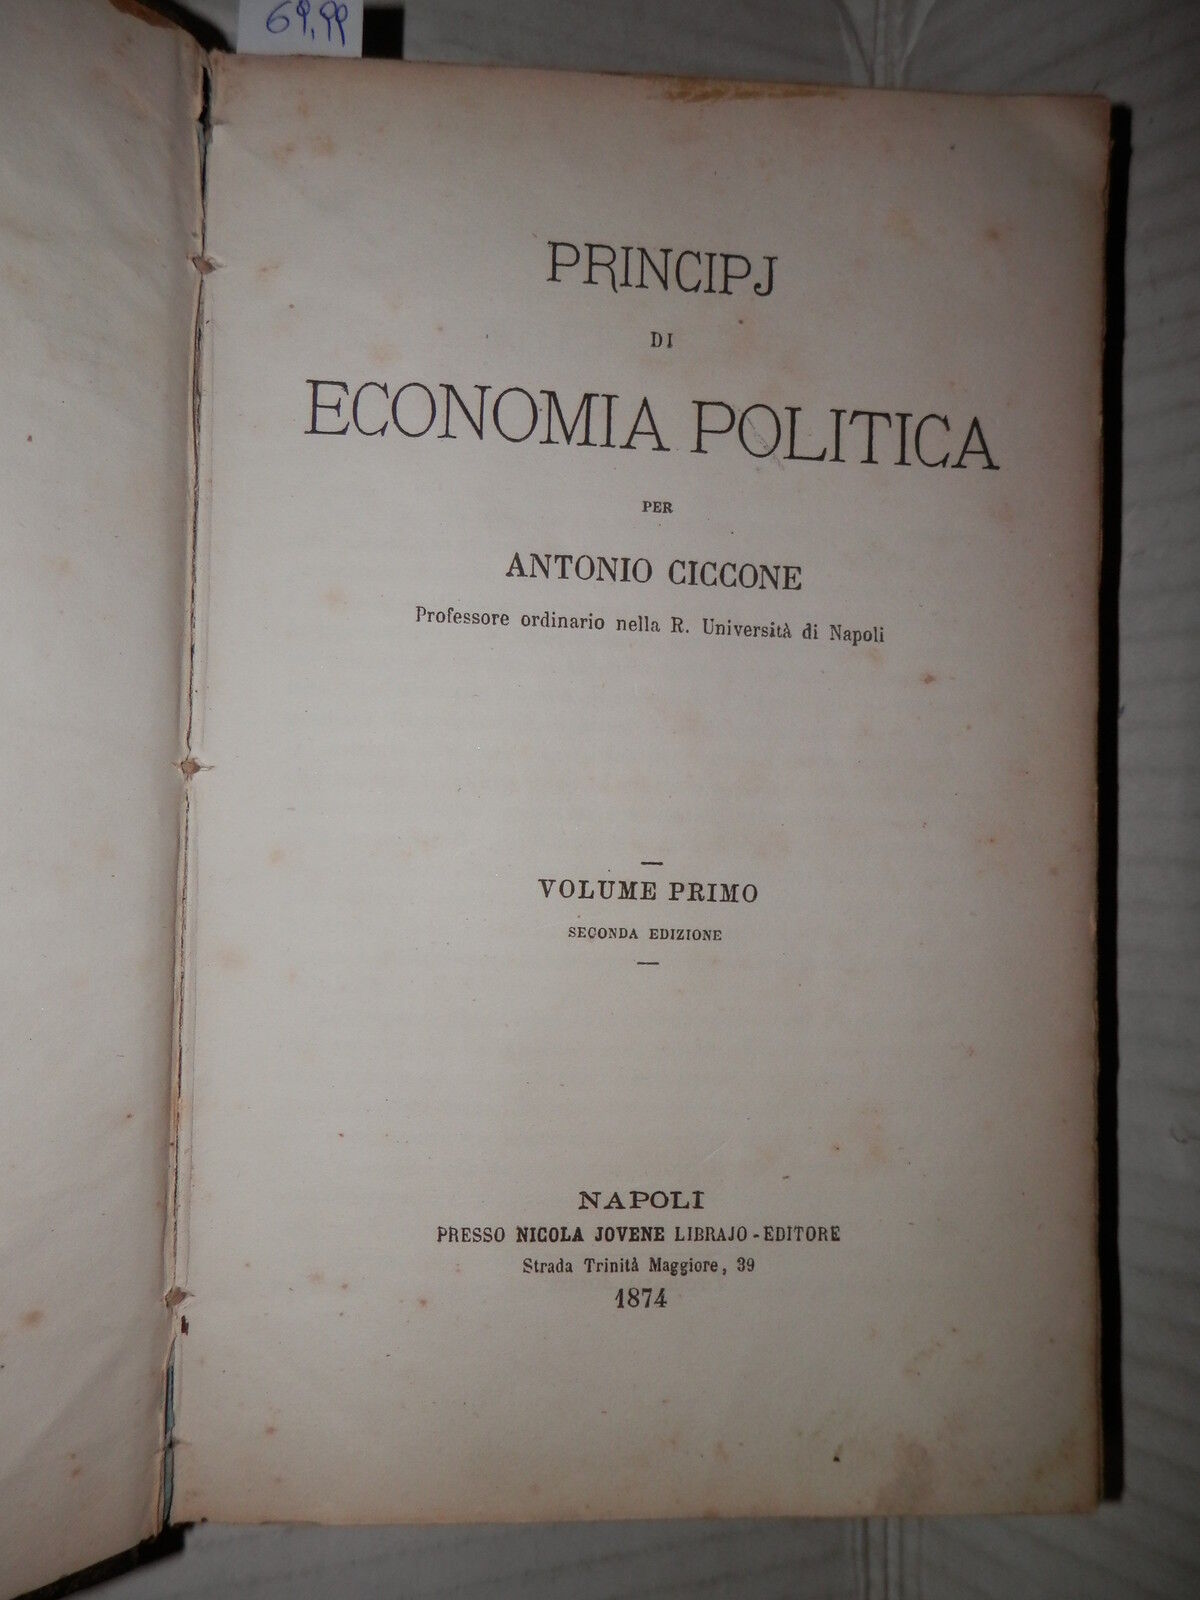 69,99
PRINCIPJ
DI
ECONOMIA POLITICA
PER
ANTONIO CICCONE
Professore ordinario nella R. Università di Napoli
VOLUME PRIMO
SECONDA EDIZIONE
NAPOLI
PRESSO NICOLA JOVENE LIBRAJO-EDITORE
Strada Trinità Maggiore, 39
1874